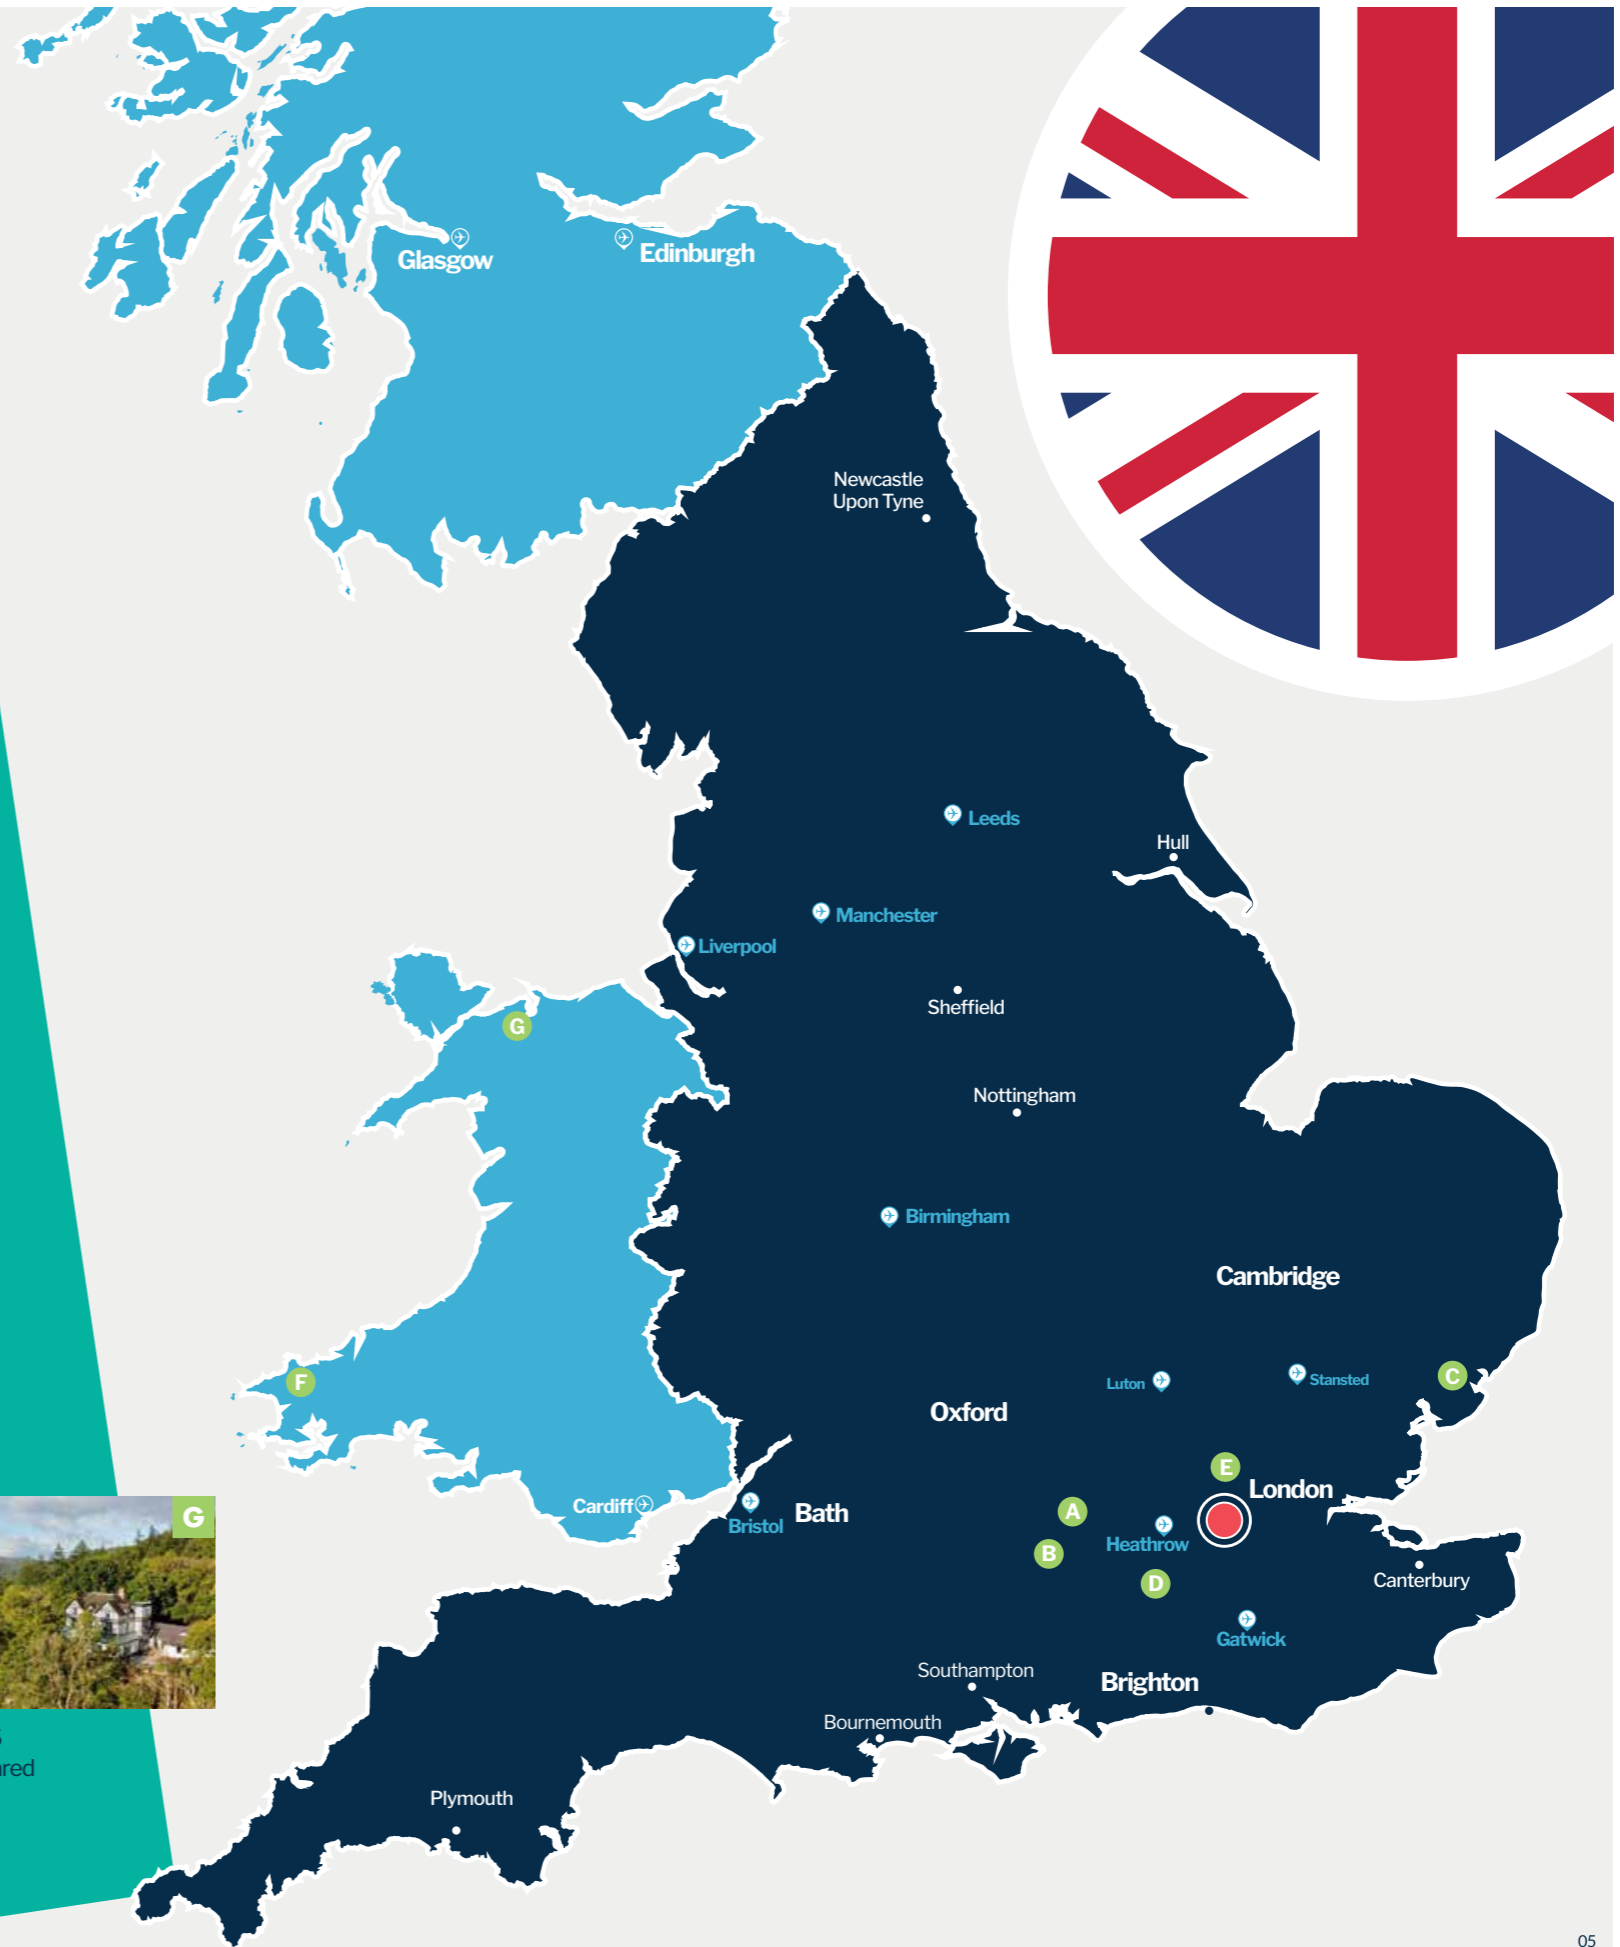 Glasgow
Edinburgh
Newcastle
Upon Tyne
Leeds
Hull
Manchester
Liverpool
Sheffield
G
Nottingham
Birmingham
Cambridge
F
Luton
Stansted
C
Oxford
E
London
Cardiff
Bristol
Bath
A
Heathrow
B
D
Canterbury
Gatwick
Southampton
Brighton
Bournemouth
Plymouth
G
05